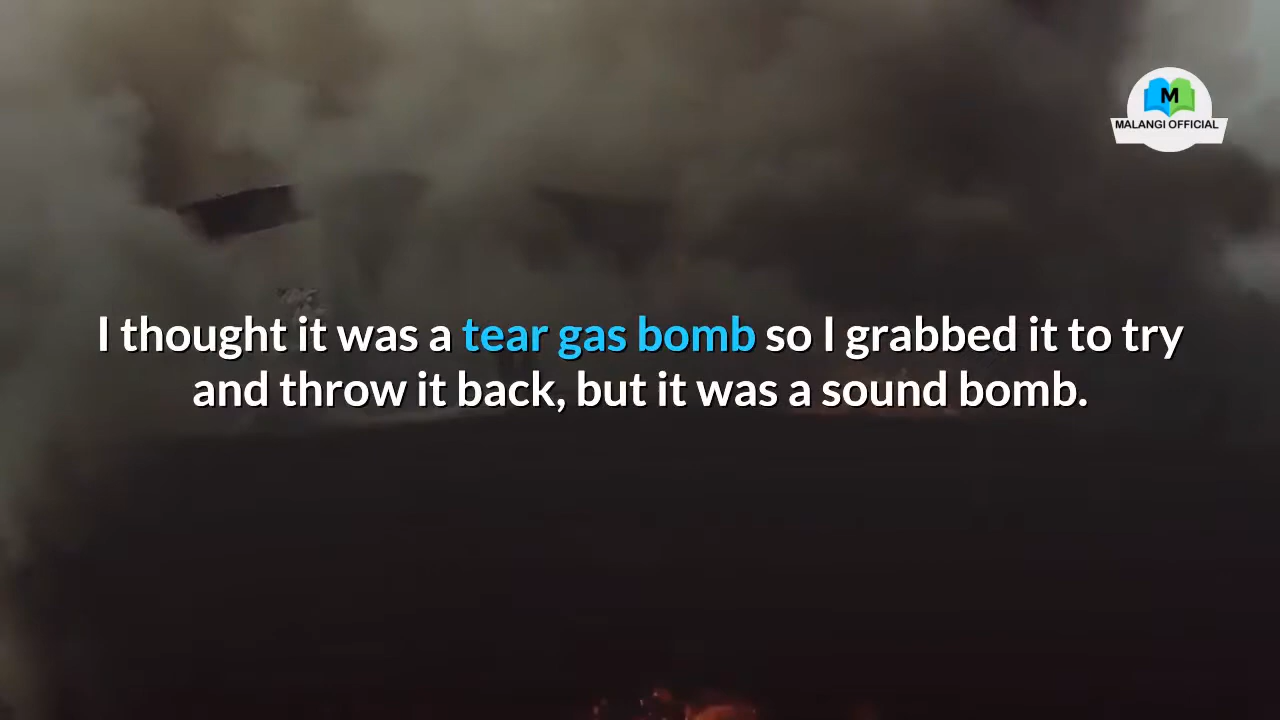 M
MALANGI OFFICIAL
I thought it was a tear gas bomb so I grabbed it to try
and throw it back, but it was a sound bomb.